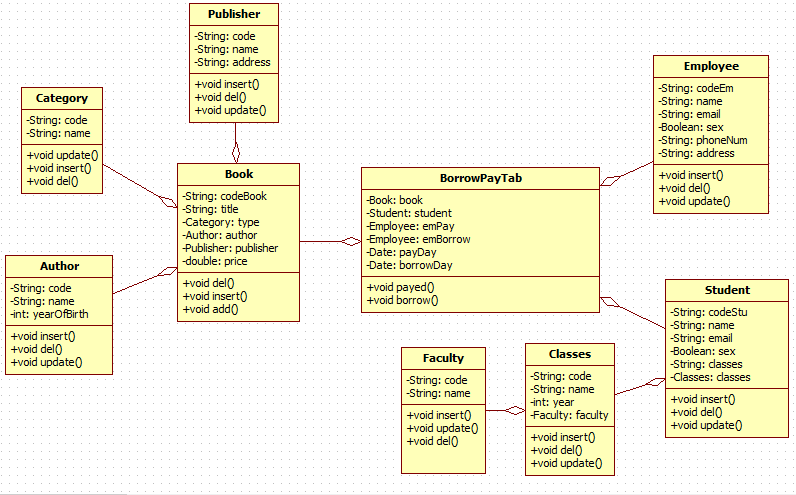 Publisher
-String: code
-String: name
-String: address
+void insert()
+void del()
+void update()
Category
-String: code
-String: name
+void update()
+void insert()
+void del()
Employee
-String: codeEm
-String: name
-String: email
-Boolean: sex
-String: phoneNum
-String: address
+void insert()
+void del()
+void update()
Book
-String: codeBook
-String: title
-Category: type
-Author: author
-Publisher: publisher
-double: price
+void del()
+void insert()
+void add()
BorrowPayTab
-Book: book
-Student: student
-Employee: emPay
-Employee: emBorrow
-Date: payDay
-Date: borrowDay
+void payed()
+void borrow()
Author
-String: code
-String: name
-int: yearOfBirth
+void insert()
+void del()
+void update()
Student
-String: codeStu
-String: name
-String: email
-Boolean: sex
-String: classes
-Classes: classes
+void insert()
+void del()
+void update()
Faculty
-String: code
-String: name
+void insert()
+void update()
+void del()
Classes
-String: code
-String: name
-int: year
-Faculty: faculty
+void insert()
+void del()
+void update()